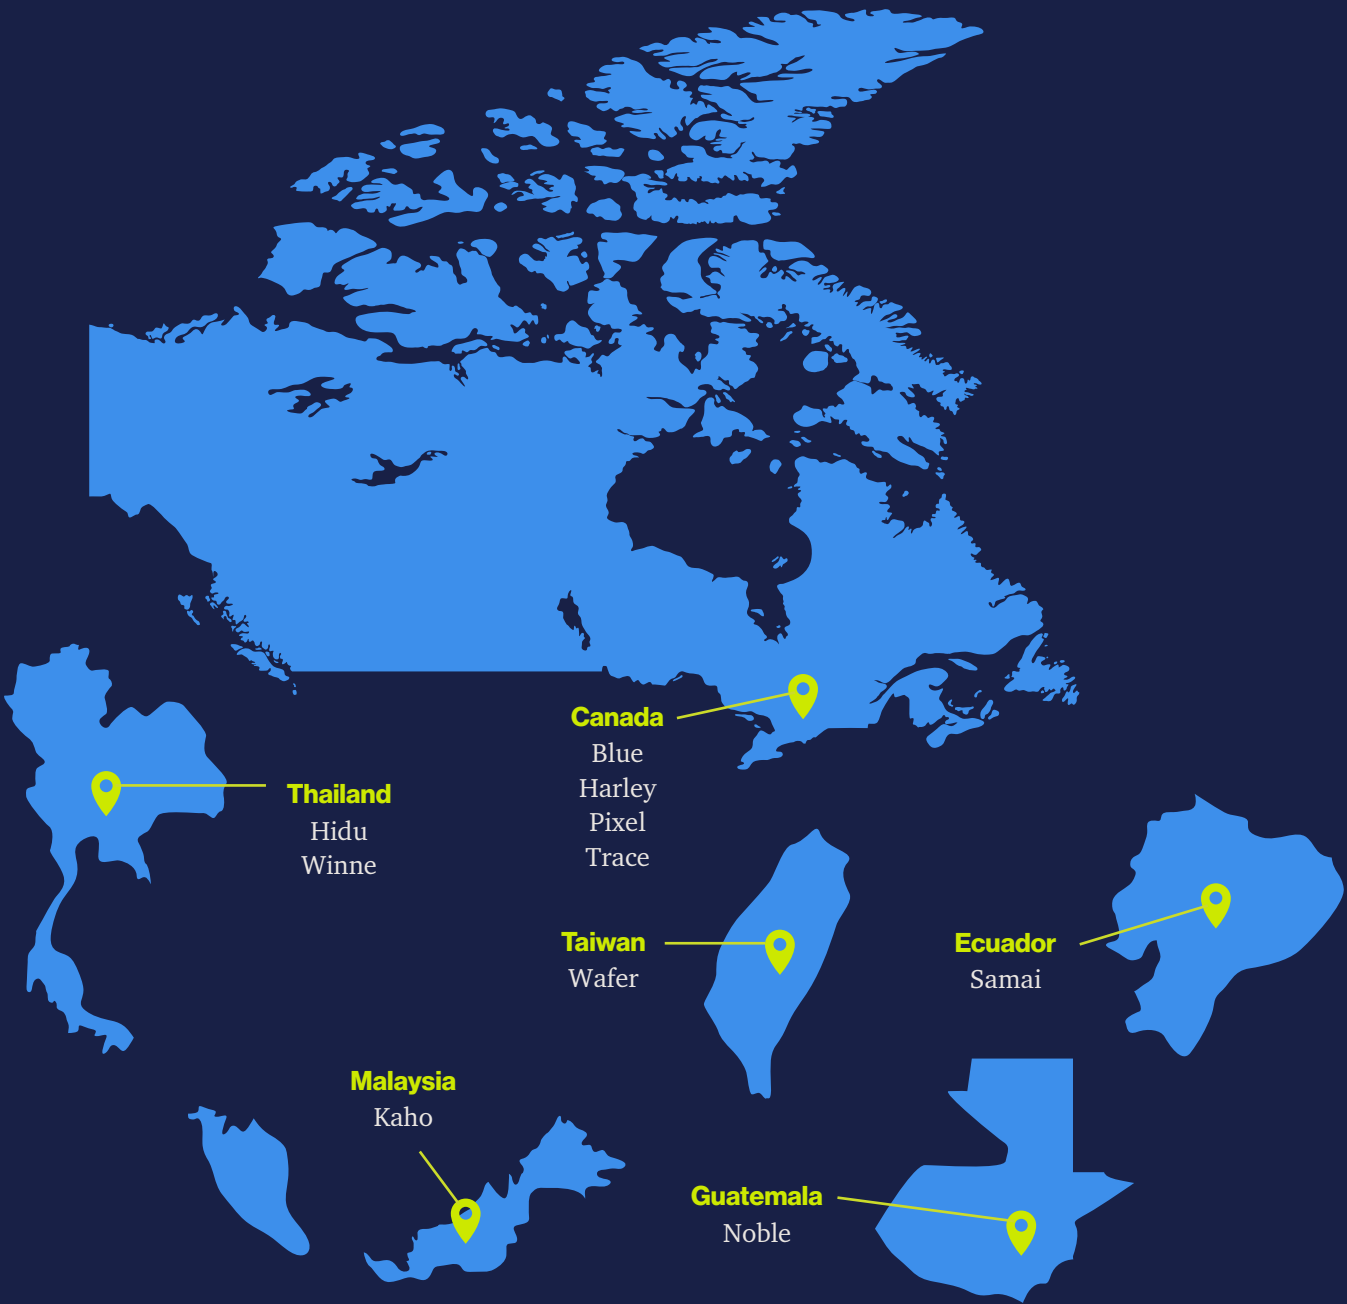 Canada
Blue
Harley
Pixel
Trace
Thailand
Hidu
Winne
Taiwan
Wafer
Ecuador
Samai
Malaysia
Kaho
Guatemala
Noble